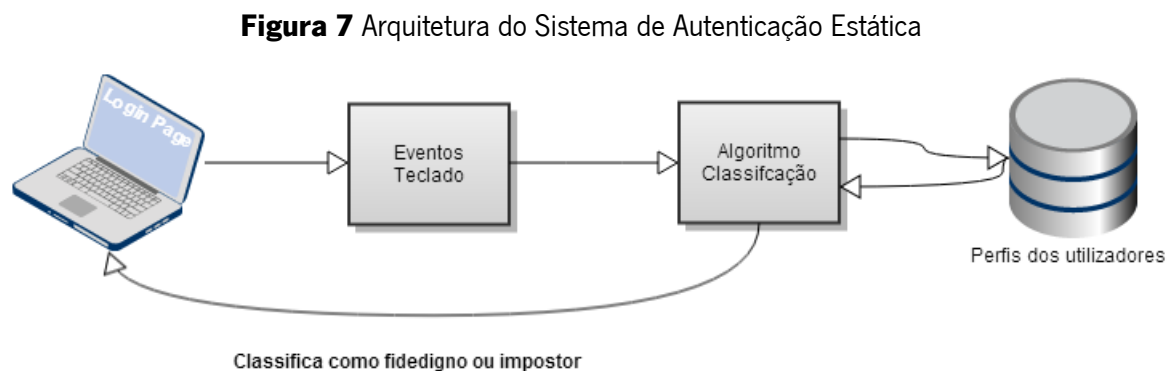 Figura 7 Arquitetura do Sistema de Autenticação Estática
Login Page
Eventos
Teclado
Algoritmo
Classifcação
Perfis dos utilizadores
Classifica como fidedigno ou impostor